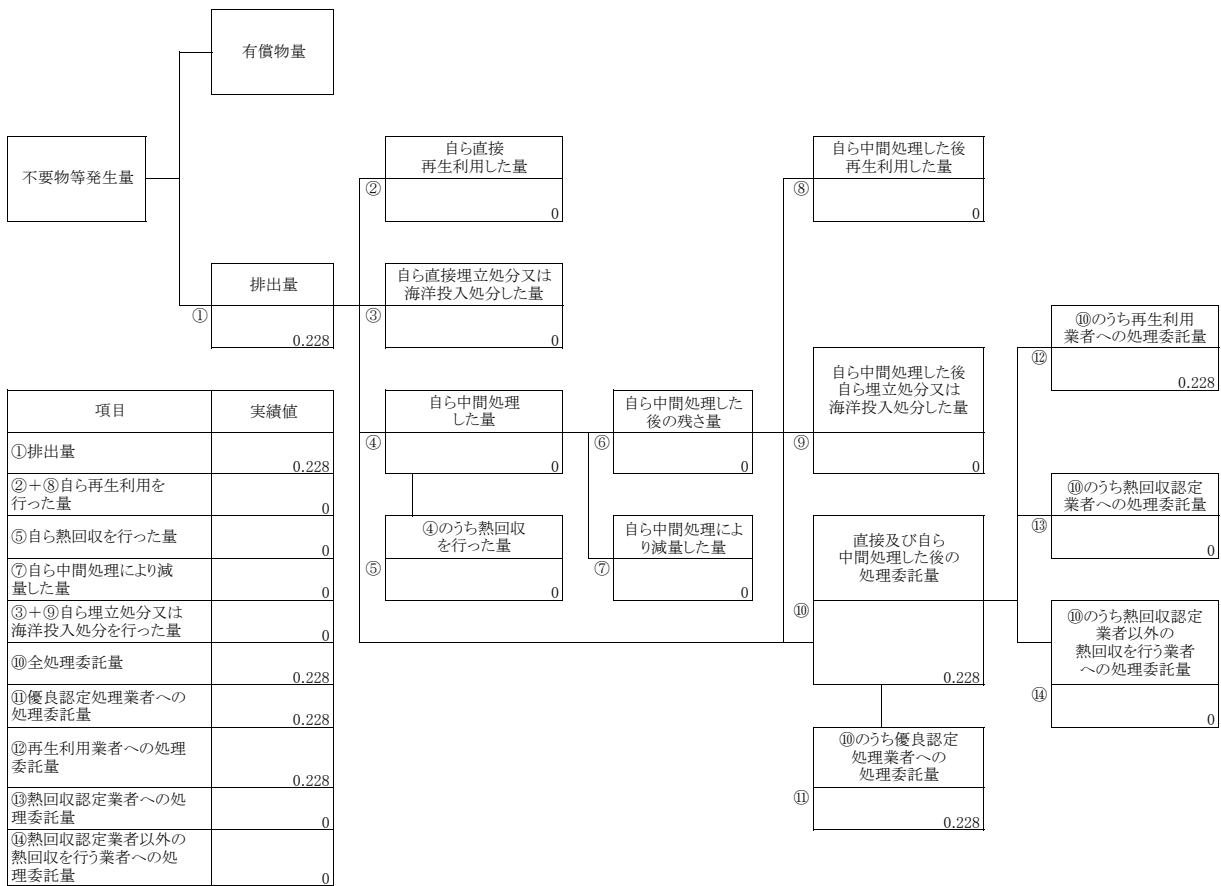 有償物量
不要物等発生量
自ら直接
再生利用した量
②
0
自ら中間処理した後
再生利用した量
⑧
0
排出量
①
0.228
自ら直接埋立処分又は
海洋投入処分した量
③
0
⑩のうち再生利用
業者への処理委託量
⑫
0.228
自ら中間処理
した量
④
0
自ら中間処理した
後の残さ量
⑥
0
自ら中間処理した後
自ら埋立処分又は
海洋投入処分した量
⑨
0
④のうち熱回収
を行った量
⑤
0
自ら中間処理によ
り減量した量
⑦
0
直接及び自ら
中間処理した後の
処理委託量
⑩
0.228
⑩のうち熱回収認定
業者への処理委託量
⑬
0
⑩のうち熱回収認定
業者以外の
熱回収を行う業者
への処理委託量
⑭
0
⑩のうち優良認定
処理業者への
処理委託量
⑪
0.228
項目 実績値
①排出量
0.228
②＋⑧自ら再生利用を
行った量
0
⑤自ら熱回収を行った量
0
⑦自ら中間処理により減
量した量
0
③＋⑨自ら埋立処分又は
海洋投入処分を行った量
0
⑩全処理委託量
0.228
⑪優良認定処理業者への
処理委託量
0.228
⑫再生利用業者への処理
委託量
0.228
⑬熱回収認定業者への処
理委託量
0
⑭熱回収認定業者以外の
熱回収を行う業者への処
理委託量
0